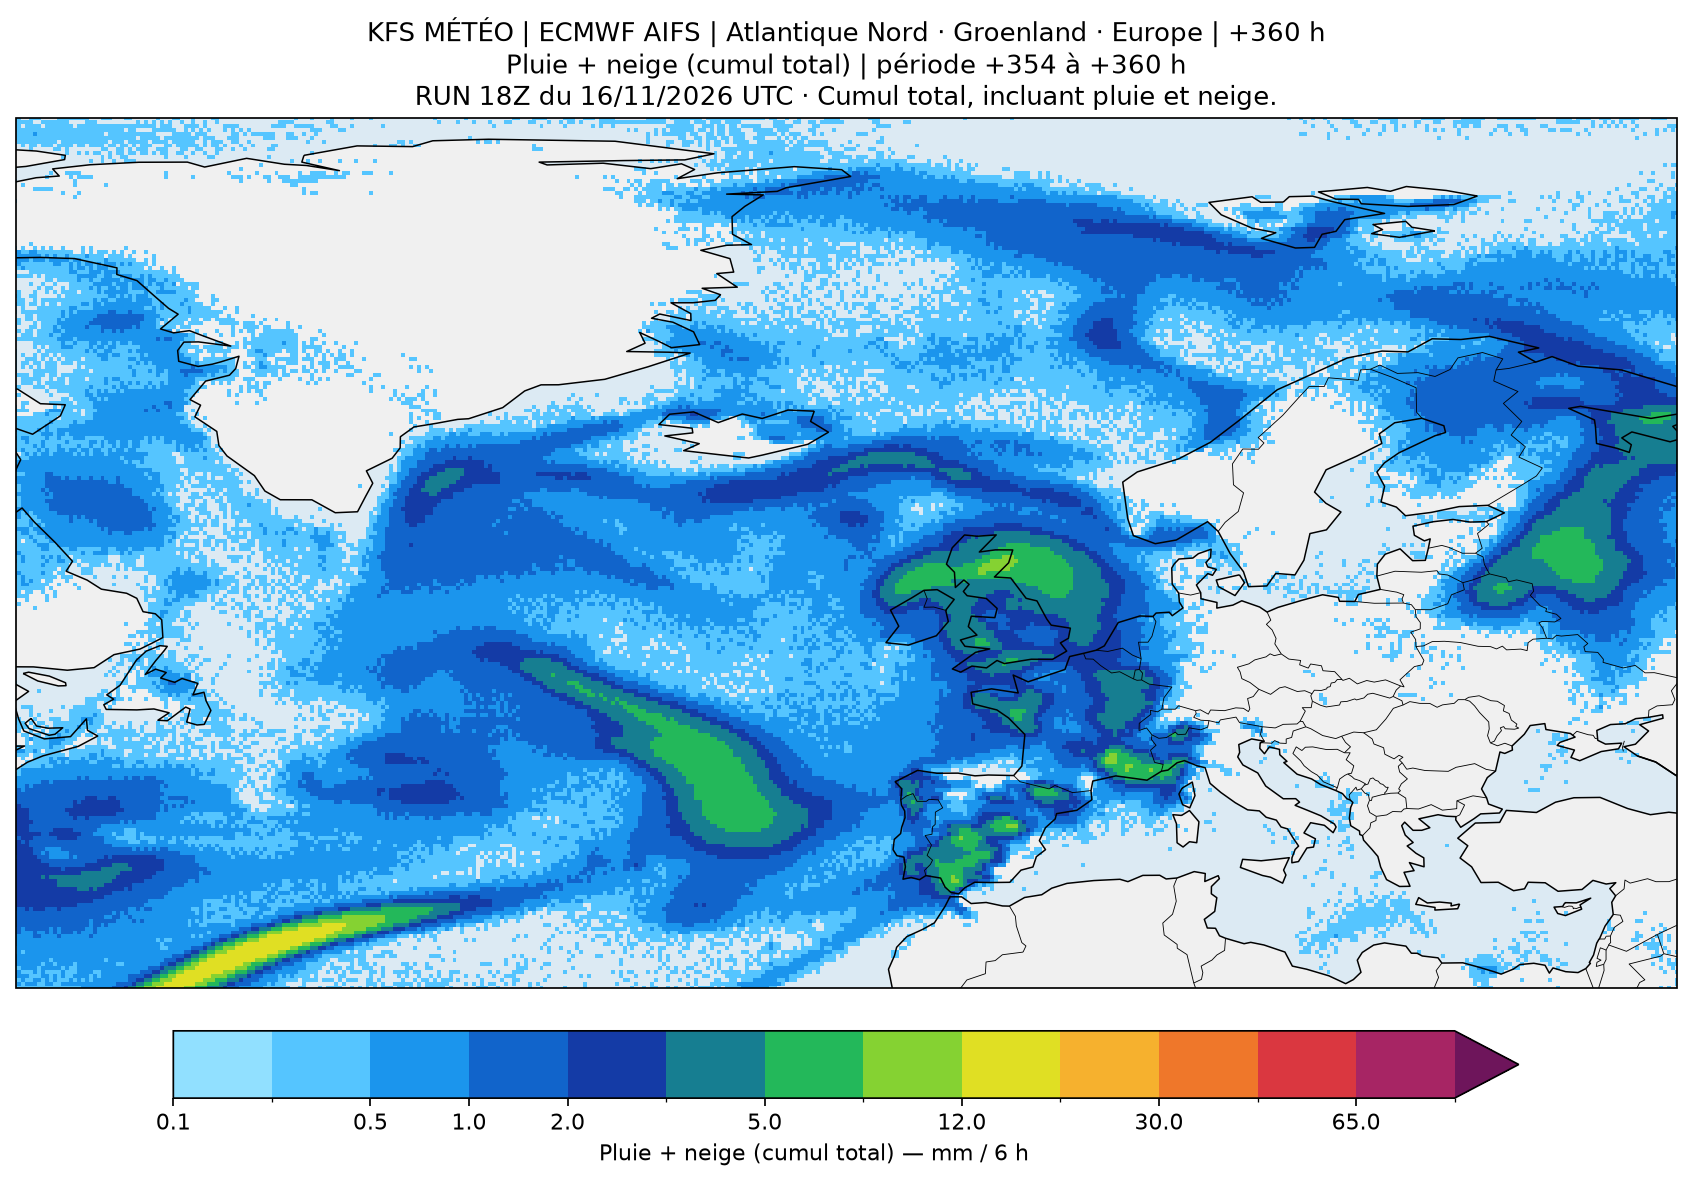 KFS MÉTÉO | ECMWF AIFS | Atlantique Nord · Groenland · Europe | +360 h
Pluie + neige (cumul total) | période +354 à +360 h
RUN 18Z du 16/11/2026 UTC · Cumul total, incluant pluie et neige.
0.1 0.5 1.0 2.0 5.0 12.0 30.0 65.0
Pluie + neige (cumul total) — mm / 6 h